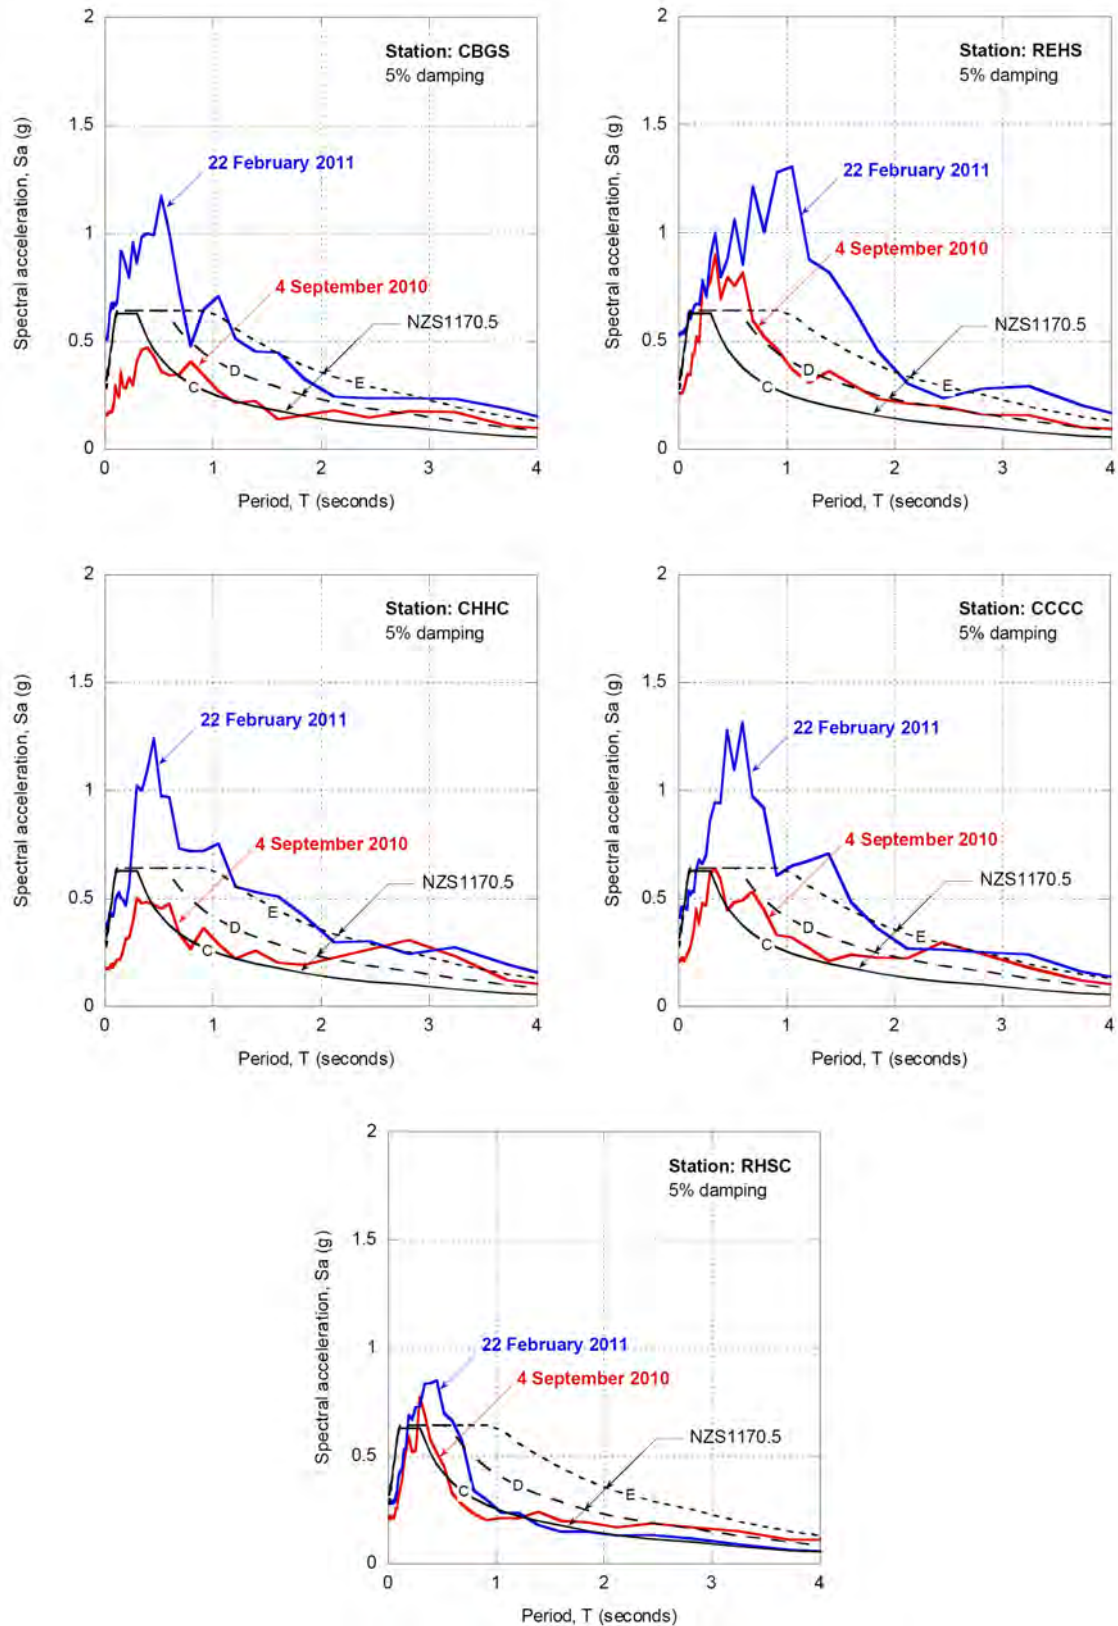 2
Station: CBGS
5% damping
1.5
22 February 2011
1
4 September 2010
NZS1170.5
0.5
D
E
C
0
0 1 2 3 4
Spectral acceleration, Sa (g)
Period, T (seconds)
2
Station: REHS
5% damping
1.5
22 February 2011
1
4 September 2010
NZS1170.5
0.5
D
E
C
0
0 1 2 3 4
Spectral acceleration, Sa (g)
Period, T (seconds)
2
Station: CHHC
5% damping
1.5
22 February 2011
1
4 September 2010
NZS1170.5
0.5
E
D
C
0
0 1 2 3 4
Spectral acceleration, Sa (g)
Period, T (seconds)
2
Station: CCCC
5% damping
1.5
22 February 2011
1
4 September 2010
NZS1170.5
0.5
D
E
C
0
0 1 2 3 4
Spectral acceleration, Sa (g)
Period, T (seconds)
2
Station: RHSC
5% damping
1.5
22 February 2011
1
4 September 2010
NZS1170.5
0.5
D
E
C
0
0 1 2 3 4
Spectral acceleration, Sa (g)
Period, T (seconds)